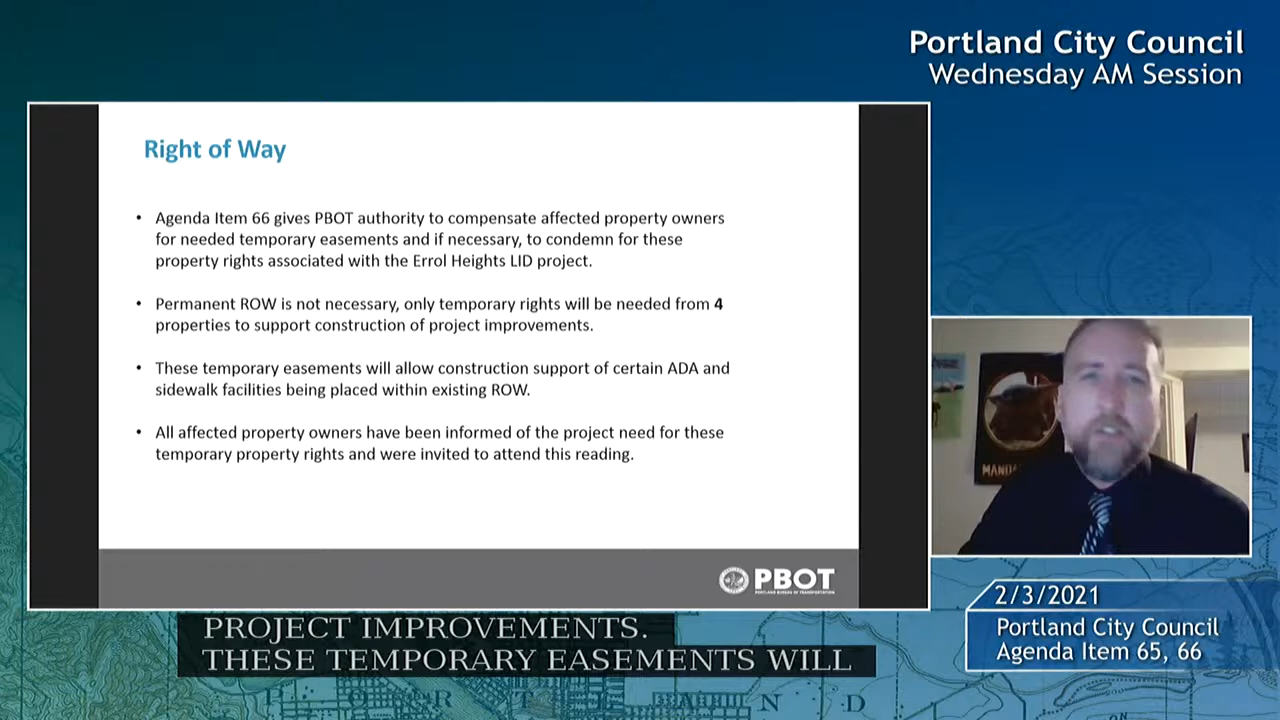 Portland City Council
Wednesday AM Session
Right of Way
• Agenda Item 66 gives PBOT authority to compensate affected property owners
for needed temporary easements and if necessary, to condemn for these
property rights associated with the Errol Heights LID project.
• Permanent ROW is not necessary, only temporary rights will be needed from 4
properties to support construction of project improvements.
• These temporary easements will allow construction support of certain ADA and
sidewalk facilities being placed within existing ROW.
• All affected property owners have been informed of the project need for these
temporary property rights and were invited to attend this reading.
PBOT
PORTLAND BUREAU OF TRANSPORTATION
MANDA
2/3/2021
Portland City Council
Agenda Item 65, 66
PROJECT IMPROVEMENTS.
THESE TEMPORARY EASEMENTS WILL